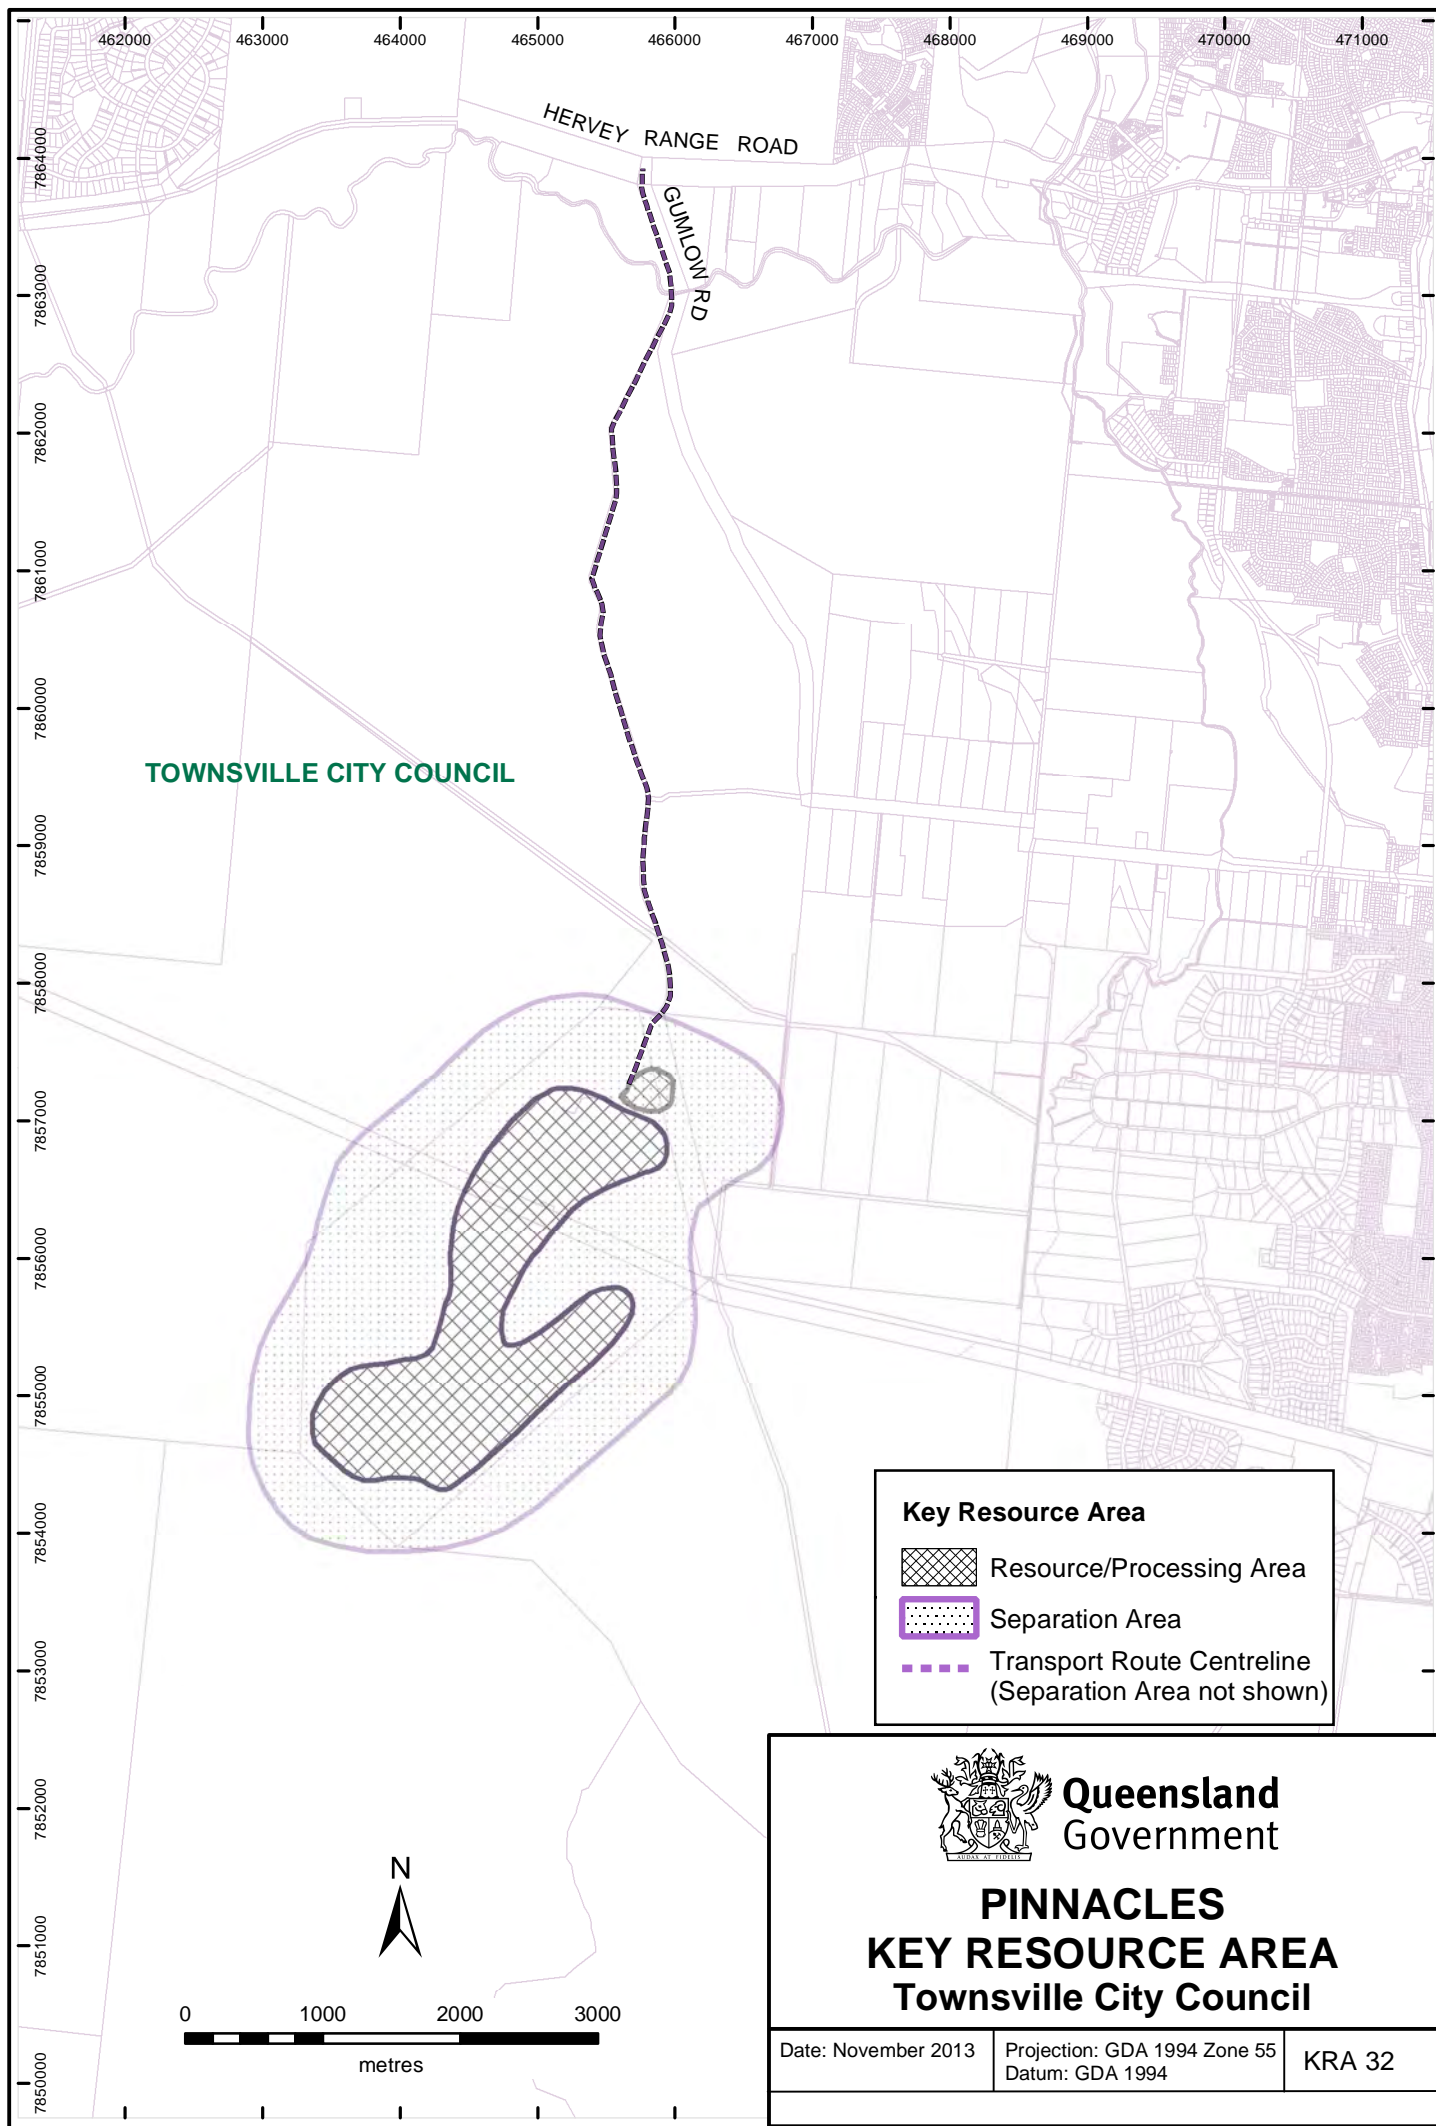 462000 463000 464000 465000 466000 467000 468000 469000 470000 471000
HERVEY RANGE ROAD
GUMLOW RD
7864000
7863000
7862000
7861000
7860000
7859000
7858000
7857000
7856000
7855000
7854000
7853000
7852000
7851000
7850000
TOWNSVILLE CITY COUNCIL
Key Resource Area
Resource/Processing Area
Separation Area
Transport Route Centreline
(Separation Area not shown)
N
0 1000 2000 3000
metres
AUDAX AT FIDELIS
Queensland
Government
PINNACLES
KEY RESOURCE AREA
Townsville City Council
Date: November 2013
Projection: GDA 1994 Zone 55
Datum: GDA 1994
KRA 32